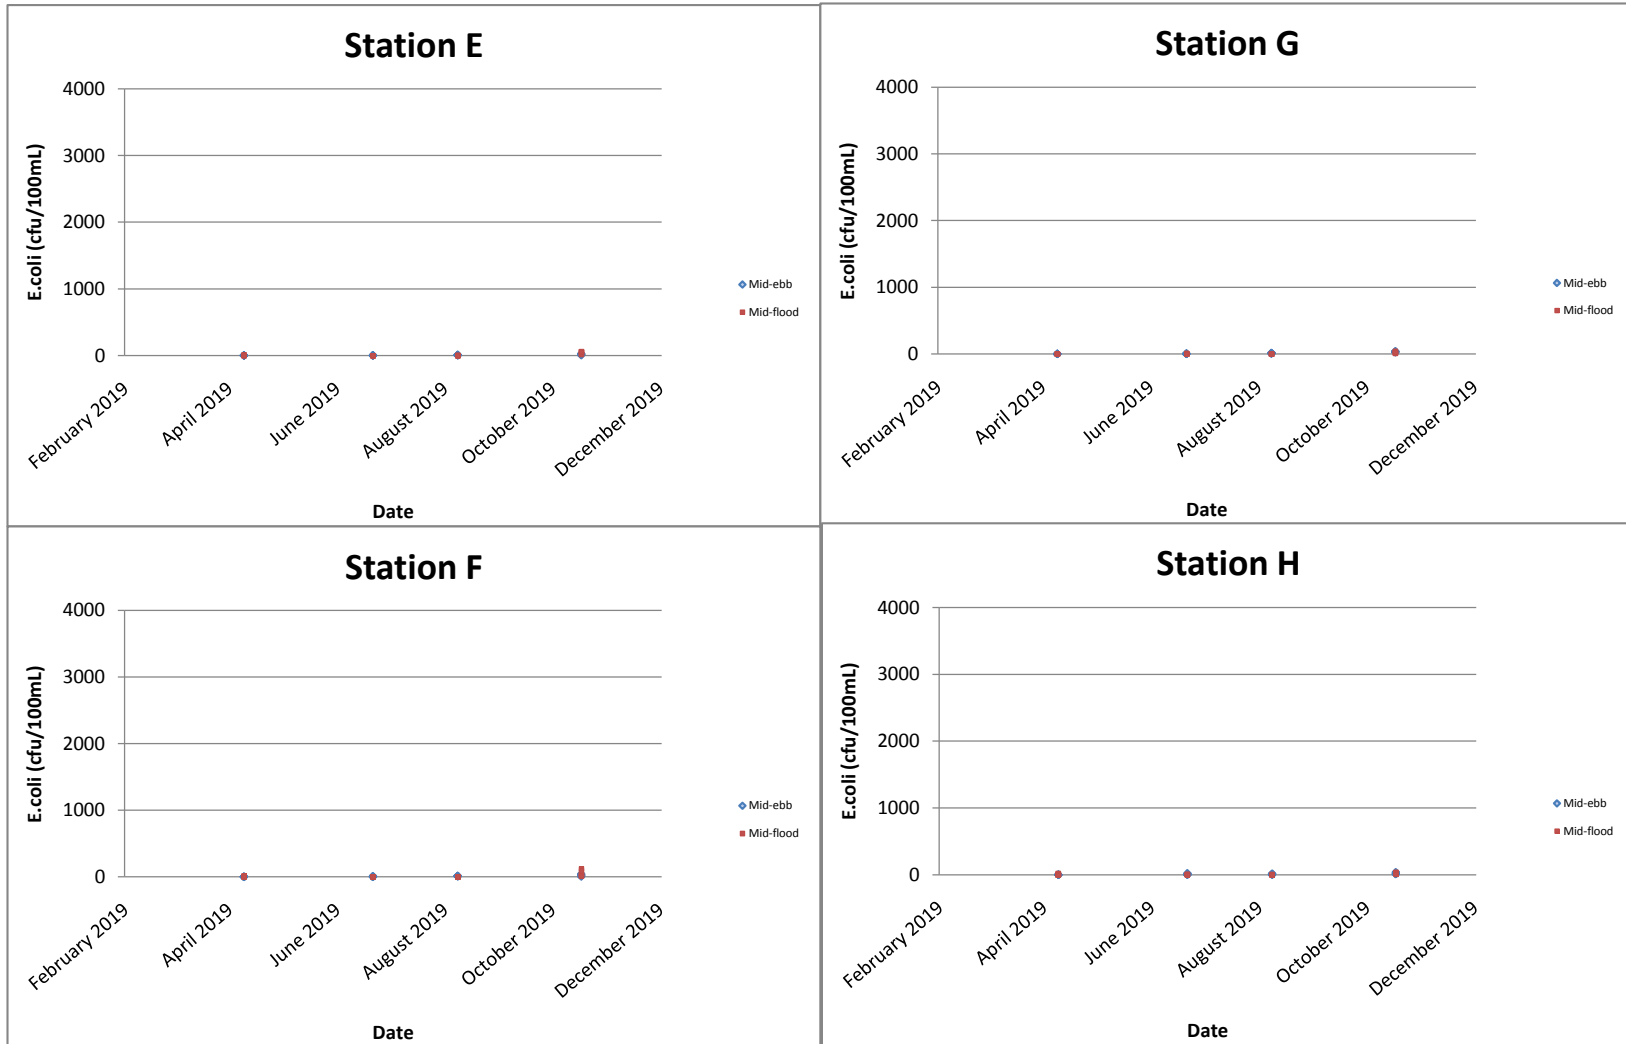 Station E
4000
3000
2000
1000
0
E.coli (cfu/100mL)
Mid-ebb
Mid-flood
February 2019
April 2019
June 2019
August 2019
October 2019
December 2019
Date
Station G
4000
3000
2000
1000
0
E.coli (cfu/100mL)
Mid-ebb
Mid-flood
February 2019
April 2019
June 2019
August 2019
October 2019
December 2019
Date
Station F
4000
3000
2000
1000
0
E.coli (cfu/100mL)
Mid-ebb
Mid-flood
February 2019
April 2019
June 2019
August 2019
October 2019
December 2019
Date
Station H
4000
3000
2000
1000
0
E.coli (cfu/100mL)
Mid-ebb
Mid-flood
February 2019
April 2019
June 2019
August 2019
October 2019
December 2019
Date